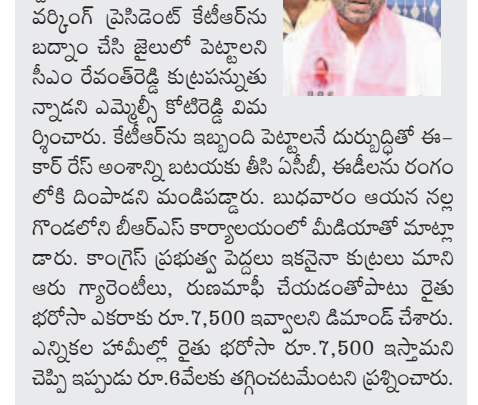 వర్కింగ్ ప్రెసిడెంట్ కేటీఆర్‌ను
బద్నాం చేసి జైలులో పెట్టాలని
సీఎం రేవంత్‌రెడ్డి కుట్రపన్నుతు
న్నాడని ఎమ్మెల్సీ కోటిరెడ్డి విమ
ర్శించారు. కేటీఆర్‌ను ఇబ్బంది పెట్టాలనే దుర్బుద్ధితో ఈ–
కార్ రేస్ అంశాన్ని బటయకు తీసి ఏసీబీ, ఈడీలను రంగం
లోకి దింపాడని మండిపడ్డారు. బుధవారం ఆయన నల్ల
గొండలోని బీఆర్ఎస్ కార్యాలయంలో మీడియాతో మాట్లా
డారు. కాంగ్రెస్ ప్రభుత్వ పెద్దలు ఇకనైనా కుట్రలు మాని
ఆరు గ్యారెంటీలు, రుణమాఫీ చేయడంతోపాటు రైతు
భరోసా ఎకరాకు రూ.7,500 ఇవ్వాలని డిమాండ్ చేశారు.
ఎన్నికల హామీల్లో రైతు భరోసా రూ.7,500 ఇస్తామని
చెప్పి ఇప్పుడు రూ.6వేలకు తగ్గించటమేంటని ప్రశ్నించారు.